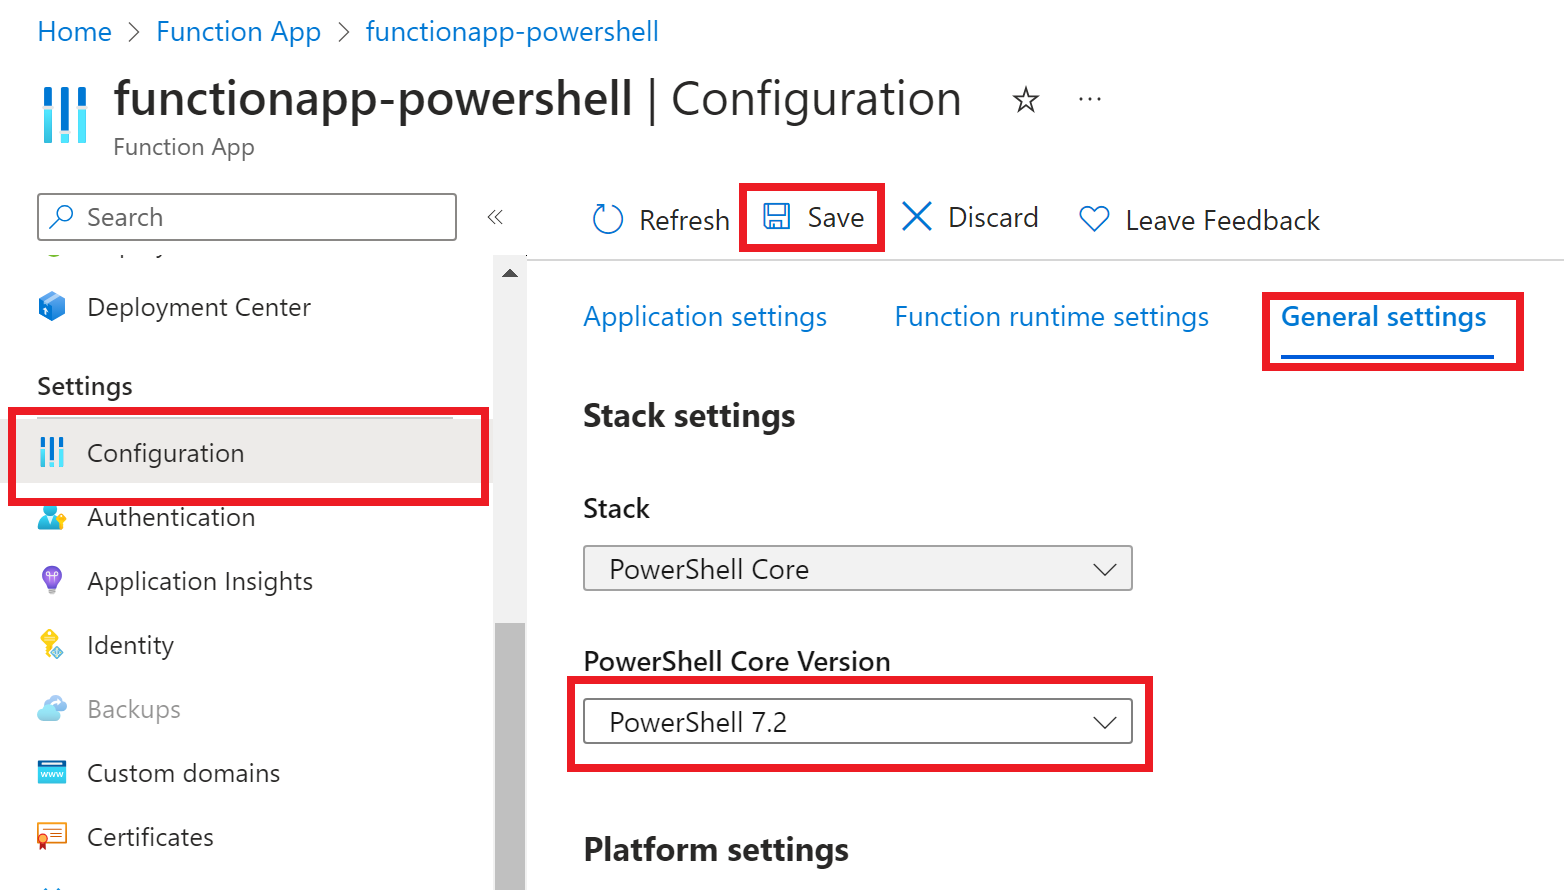 Home > Function App > functionapp-powershell
functionapp-powershell | Configuration
Function App
Search
Refresh
Save
Discard
Leave Feedback
Deployment Center
Settings
Configuration
Authentication
Application Insights
Identity
Backups
Custom domains
Certificates
Application settings
Function runtime settings
General settings
Stack settings
Stack
PowerShell Core
PowerShell Core Version
PowerShell 7.2
Platform settings